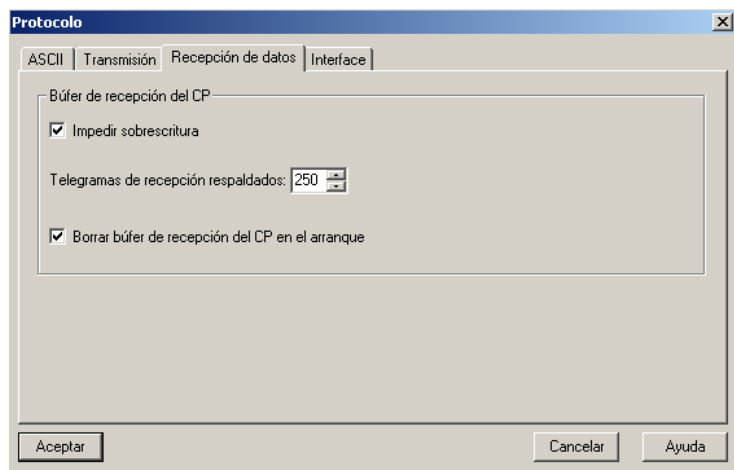 Protocolo
ASCII Transmisión Recepción de datos Interface
Búfer de recepción del CP
Impedir sobrescritura
Telegramas de recepción respaldados: 250
Borrar búfer de recepción del CP en el arranque
Aceptar Cancelar Ayuda